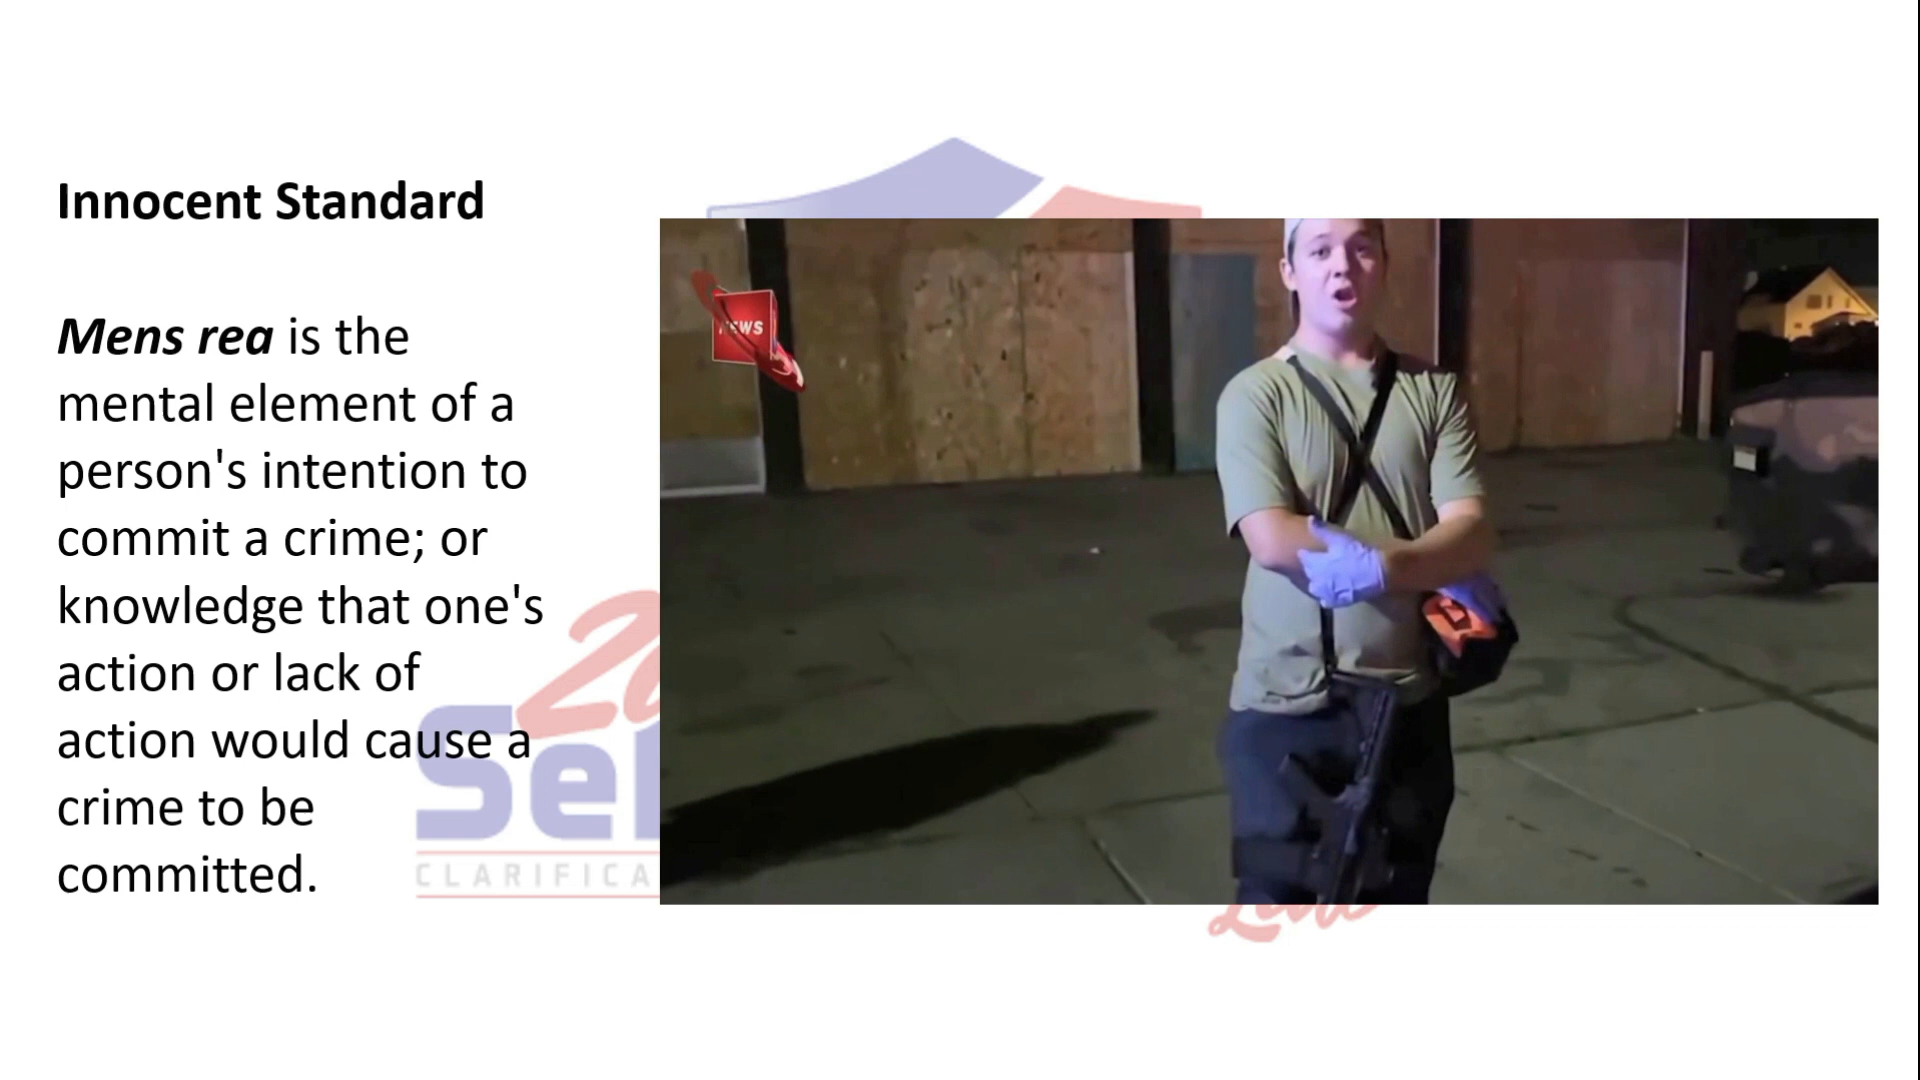 Innocent Standard
Mens rea is the
mental element of a
person's intention to
commit a crime; or
knowledge that one's
action or lack of
action would cause a
crime to be
committed.
NEWS